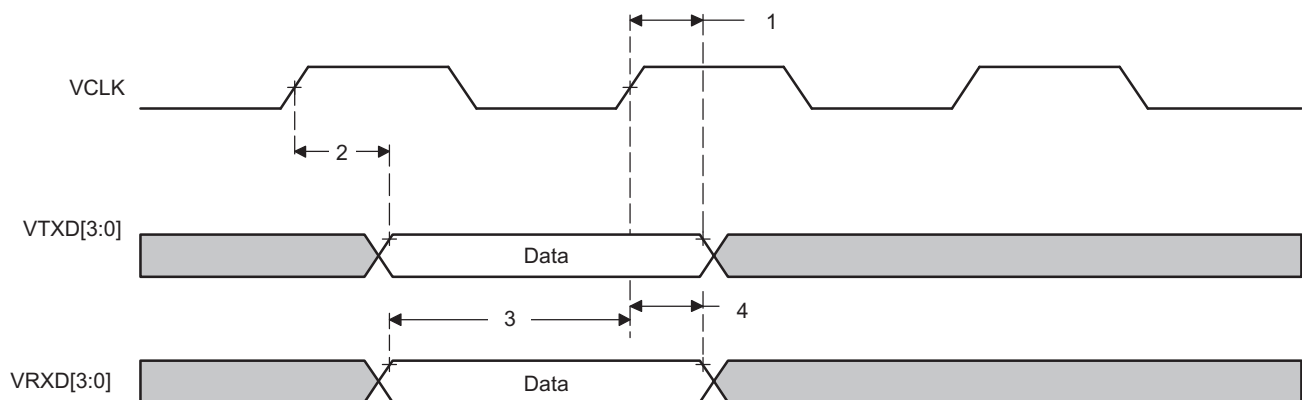 1
VCLK
2
VTXD[3:0]
Data
3
4
VRXD[3:0]
Data